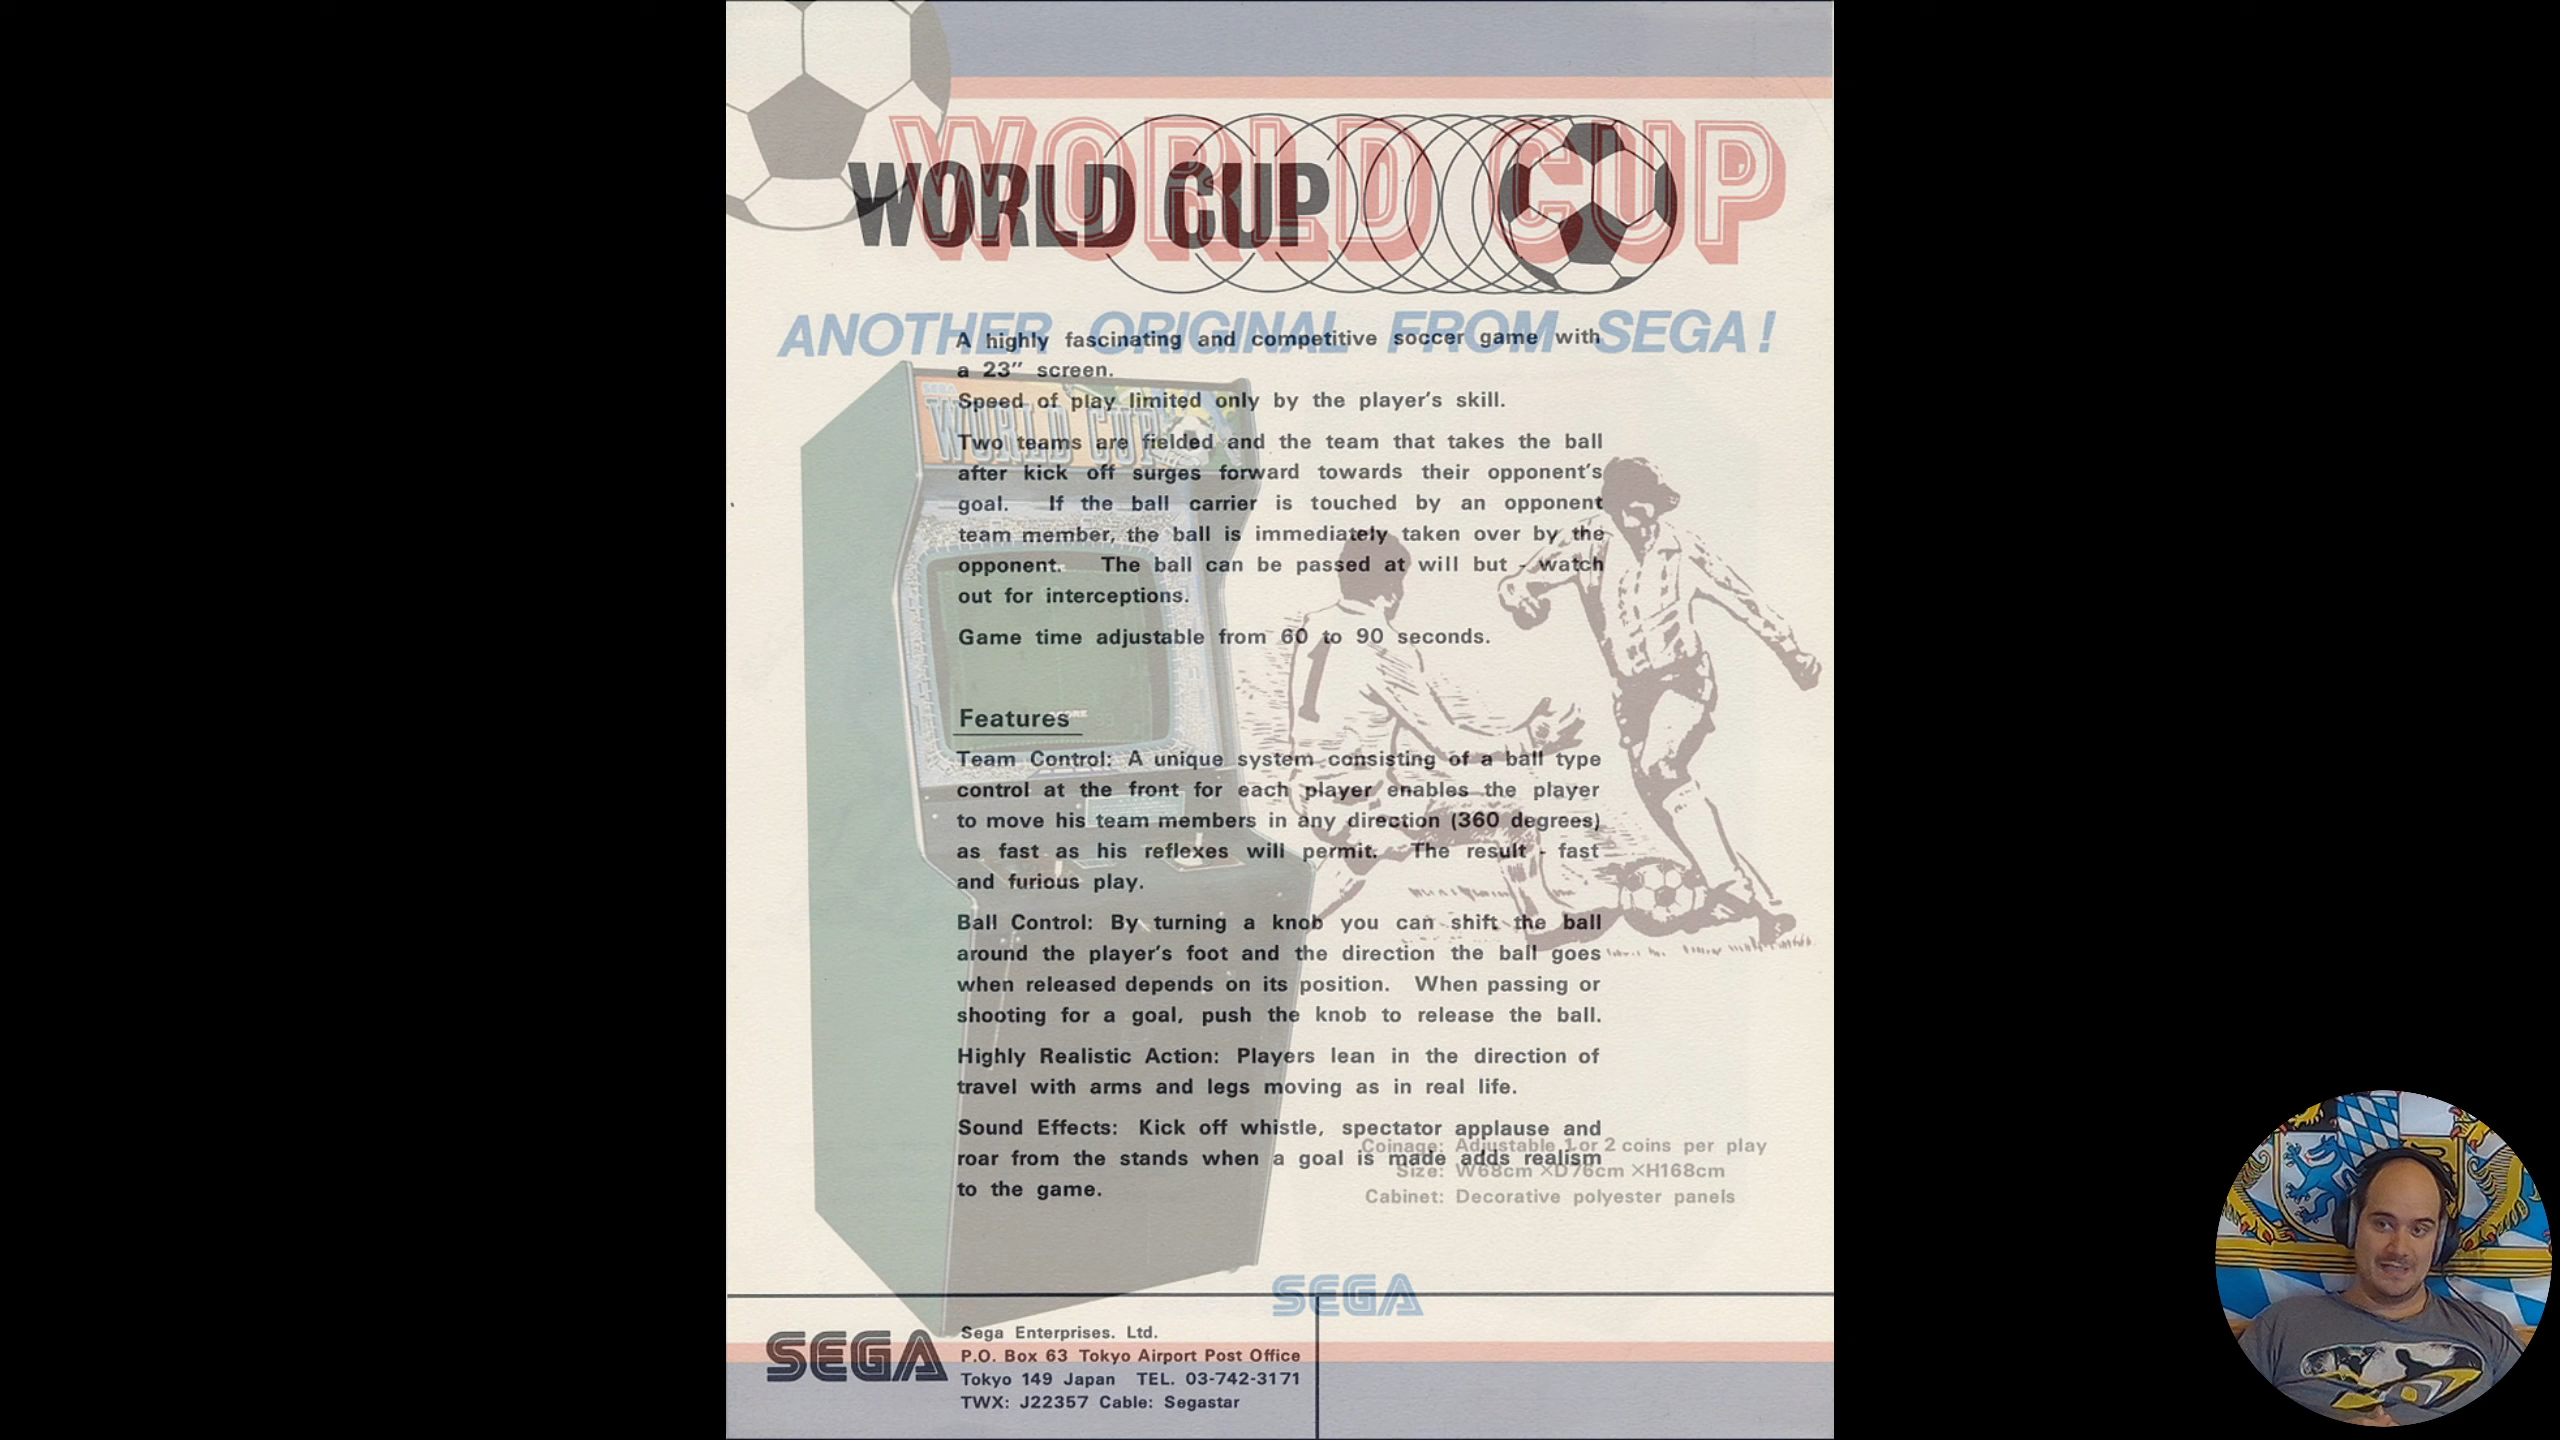 WORLD CUP
WORLD CUP
ANOTHER ORIGINAL FROM SEGA!
A highly fascinating and competitive soccer game with
a 23" screen.
Speed of play limited only by the player's skill.
SEGA
WORLD CUP
Two teams are fielded and the team that takes the ball
after kick off surges forward towards their opponent's
goal. If the ball carrier is touched by an opponent
team member, the ball is immediately taken over by the
opponent. The ball can be passed at will but - watch
out for interceptions.
Game time adjustable from 60 to 90 seconds.
1
Features
SCORE 33
Team Control: A unique system consisting of a ball type
control at the front for each player enables the player
to move his team members in any direction (360 degrees)
as fast as his reflexes will permit. The result - fast
and furious play.
Ball Control: By turning a knob you can shift the ball
around the player's foot and the direction the ball goes
when released depends on its position. When passing or
shooting for a goal, push the knob to release the ball.
Highly Realistic Action: Players lean in the direction of
travel with arms and legs moving as in real life.
Sound Effects: Kick off whistle, spectator applause and
roar from the stands when a goal is made adds realism
to the game.
Coinage: Adjustable 1 or 2 coins per play
Size: W68cm ×D76cm ×H168cm
Cabinet: Decorative polyester panels
SEGA
SEGA
Sega Enterprises. Ltd.
P.O. Box 63 Tokyo Airport Post Office
Tokyo 149 Japan TEL. 03-742-3171
TWX: J22357 Cable: Segastar